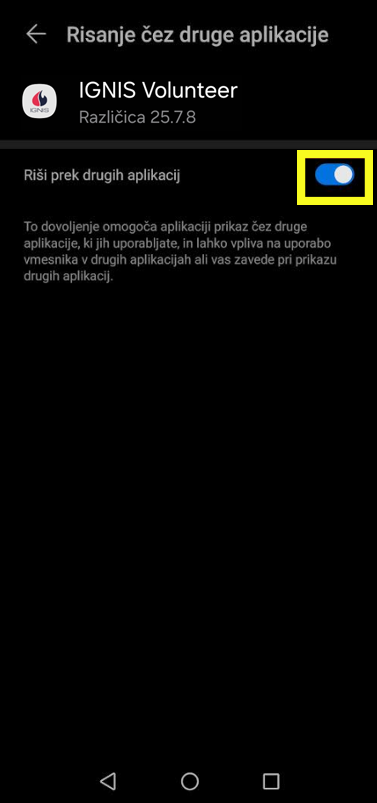 Risanje čez druge aplikacije
IGNIS Volunteer
IGNIS
Različica 25.7.8
Riši prek drugih aplikacij
To dovoljenje omogoča aplikaciji prikaz čez druge
aplikacije, ki jih uporabljate, in lahko vpliva na uporabo
vmesnika v drugih aplikacijah ali vas zavede pri prikazu
drugih aplikacij.